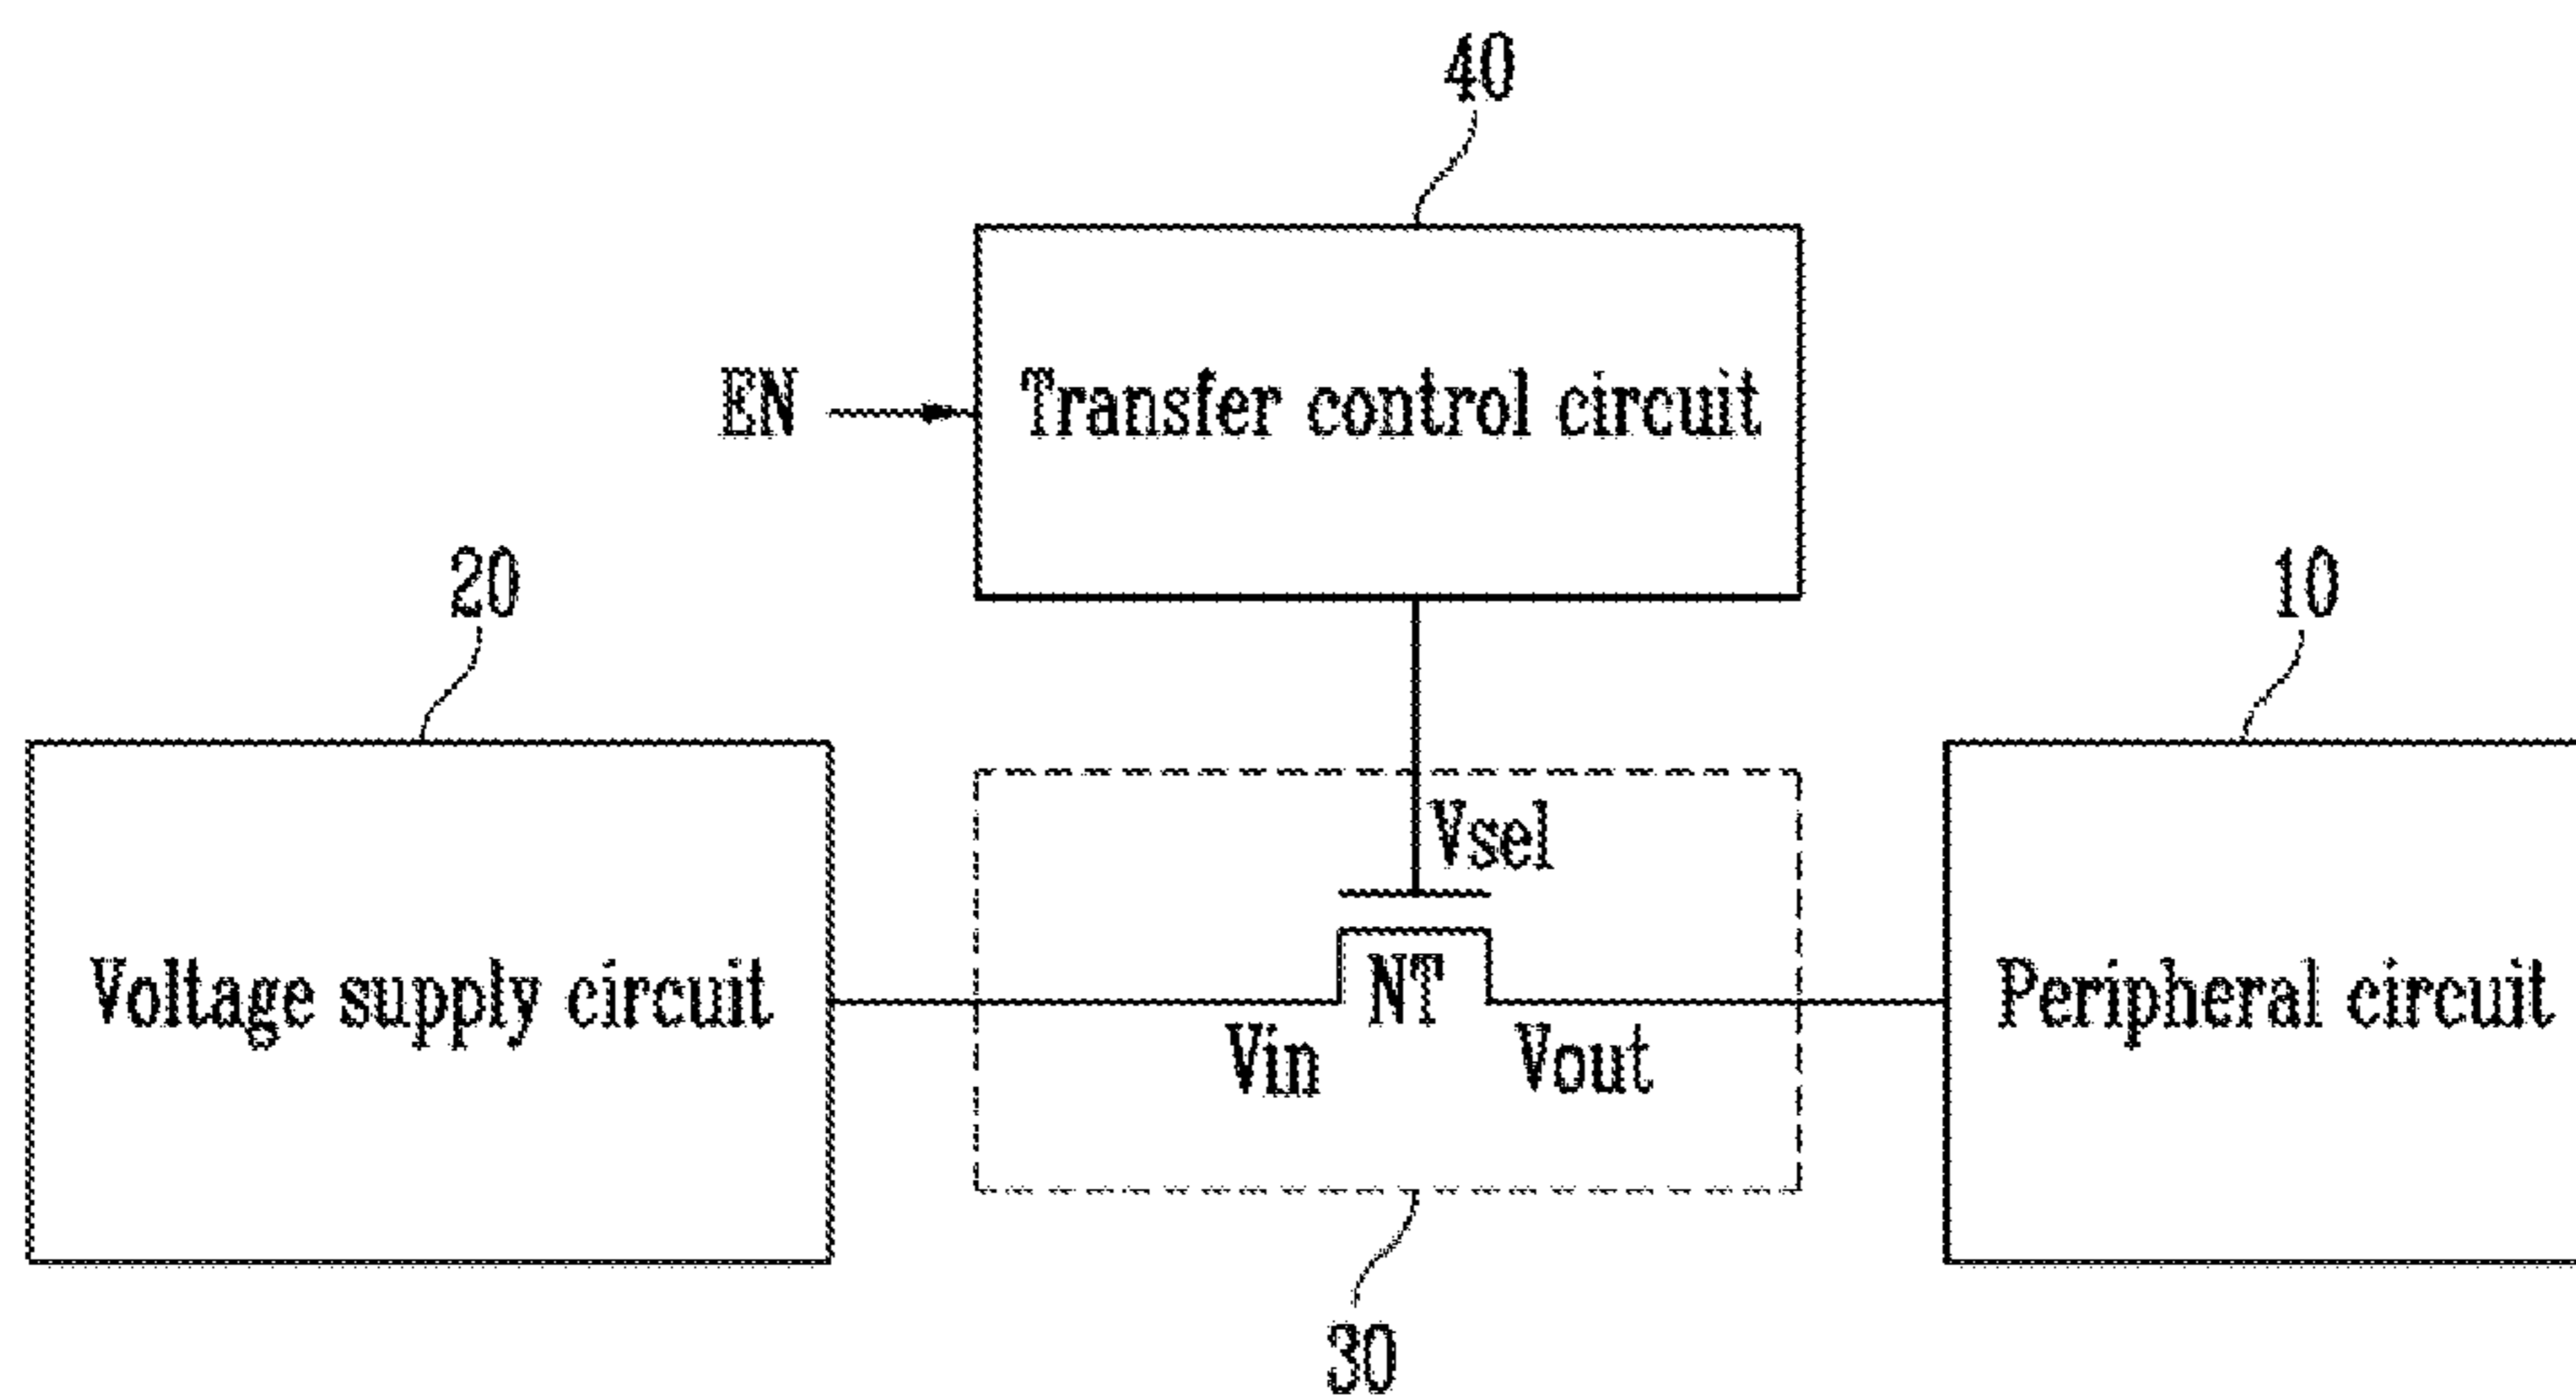 40
EN
Transfer control circuit
20
10
Vsel
Voltage supply circuit
NT
Peripheral circuit
Vin
Vout
30